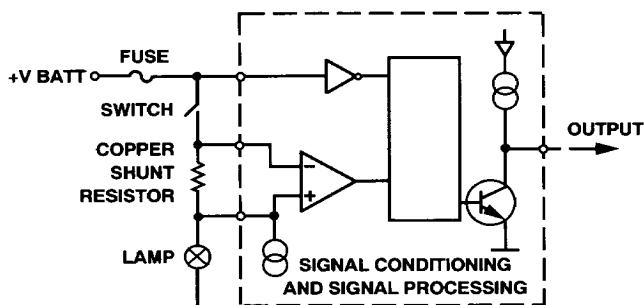 FUSE
+V BATT
SWITCH
COPPER
SHUNT
RESISTOR
LAMP
-
+
OUTPUT
SIGNAL CONDITIONING
AND SIGNAL PROCESSING